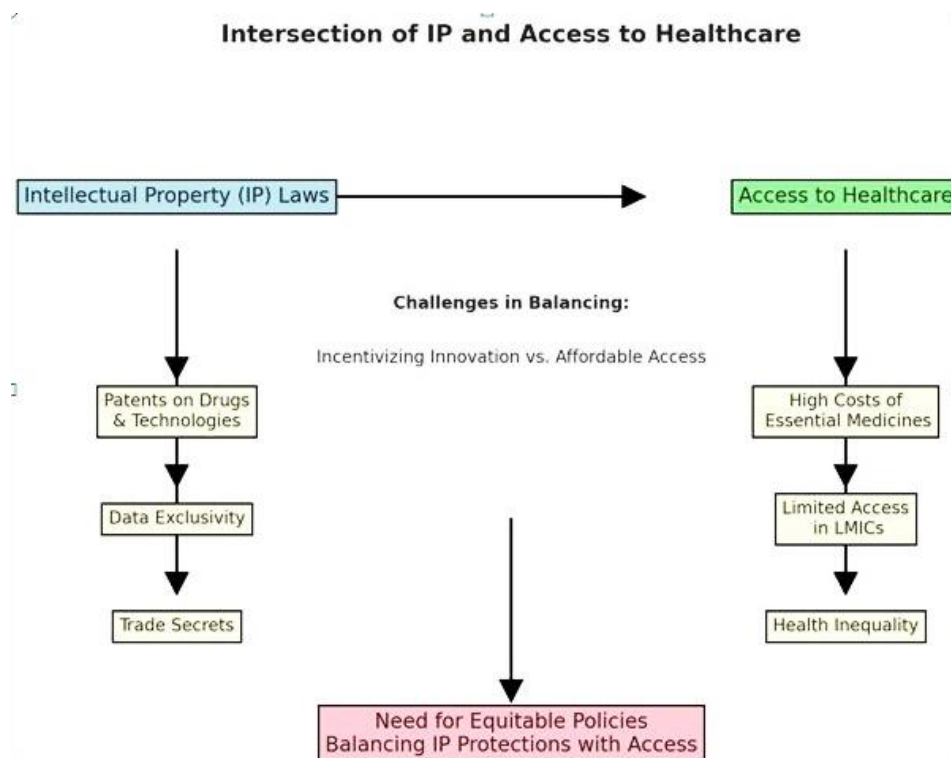 Intersection of IP and Access to Healthcare
Intellectual Property (IP) Laws
Access to Healthcare
Challenges in Balancing:
Incentivizing Innovation vs. Affordable Access
Patents on Drugs
& Technologies
High Costs of
Essential Medicines
Data Exclusivity
Limited Access
in LMICs
Trade Secrets
Health Inequality
Need for Equitable Policies
Balancing IP Protections with Access